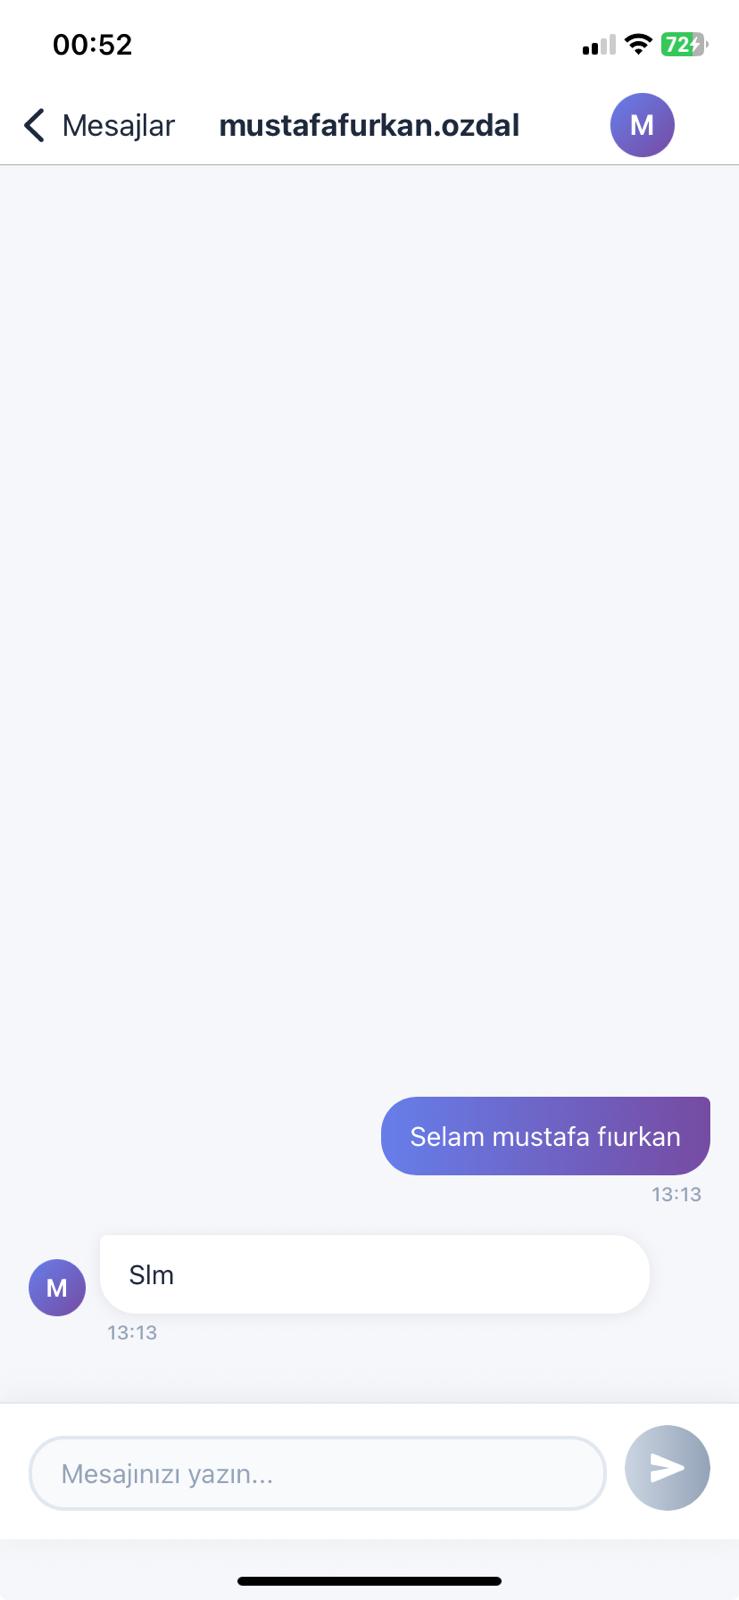 00:52
72
Mesajlar mustafafurkan.ozdal M
Selam mustafa fıurkan
13:13
Slm
M
13:13
Mesajınızı yazın...